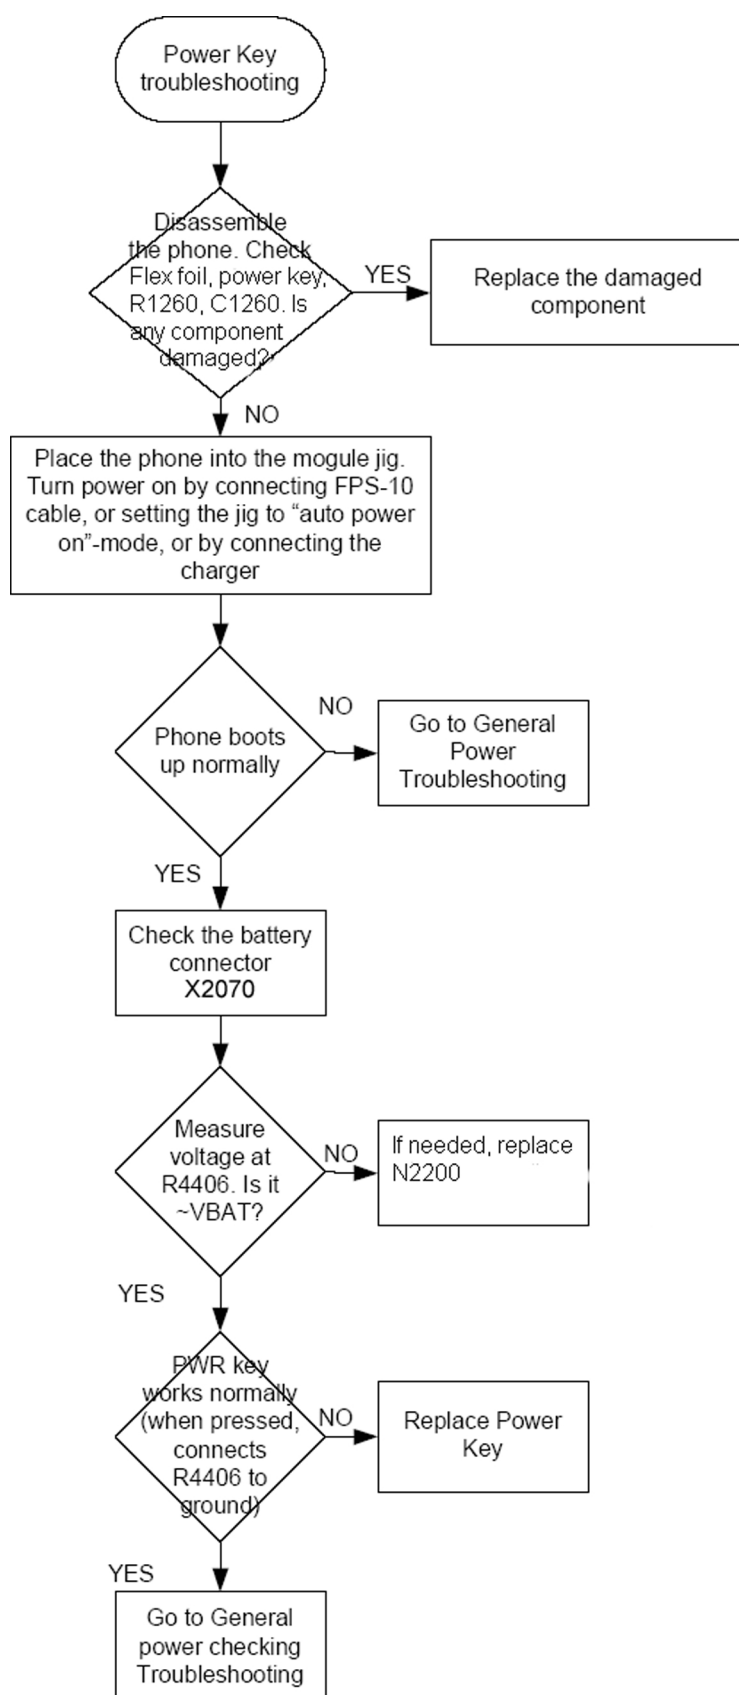 Power Key
troubleshooting
Disassemble
the phone. Check
Flex foil, power key,
R1260, C1260. Is
any component
damaged?
YES
Replace the damaged
component
NO
Place the phone into the mogule jig.
Turn power on by connecting FPS-10
cable, or setting the jig to “auto power
on”-mode, or by connecting the
charger
Phone boots
up normally
NO
Go to General
Power
Troubleshooting
YES
Check the battery
connector
X2070
Measure
voltage at
R4406. Is it
~VBAT?
NO
If needed, replace
N2200
YES
PWR key
works normally
(when pressed,
connects
R4406 to
ground)
NO
Replace Power
Key
YES
Go to General
power checking
Troubleshooting